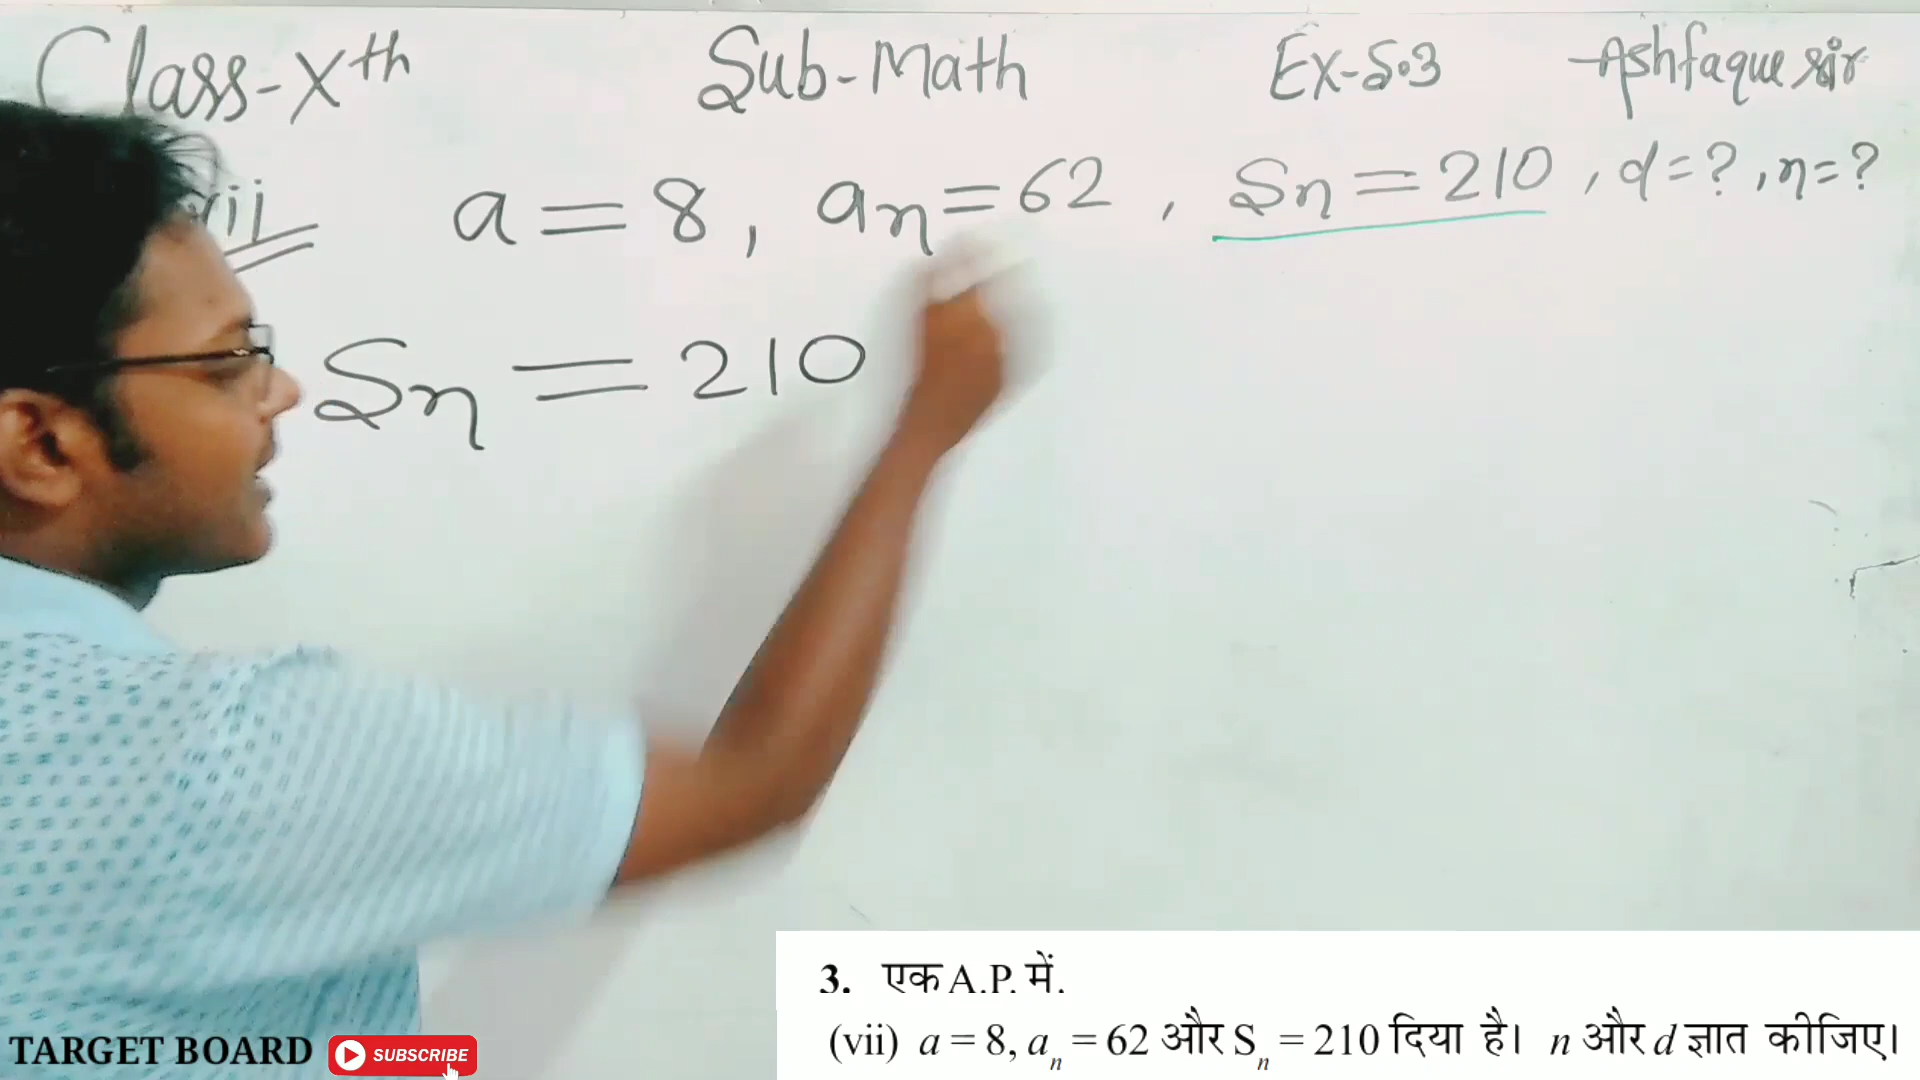 Class-Xth Sub-Math Ex-5.3 Ashfaque sir
vii a = 8, an = 62, Sn = 210, d = ?, n = ?
Sn = 210
3. एक A.P. में.
(vii) a = 8, an = 62 और Sn = 210 दिया है। n और d ज्ञात कीजिए।
TARGET BOARD SUBSCRIBE